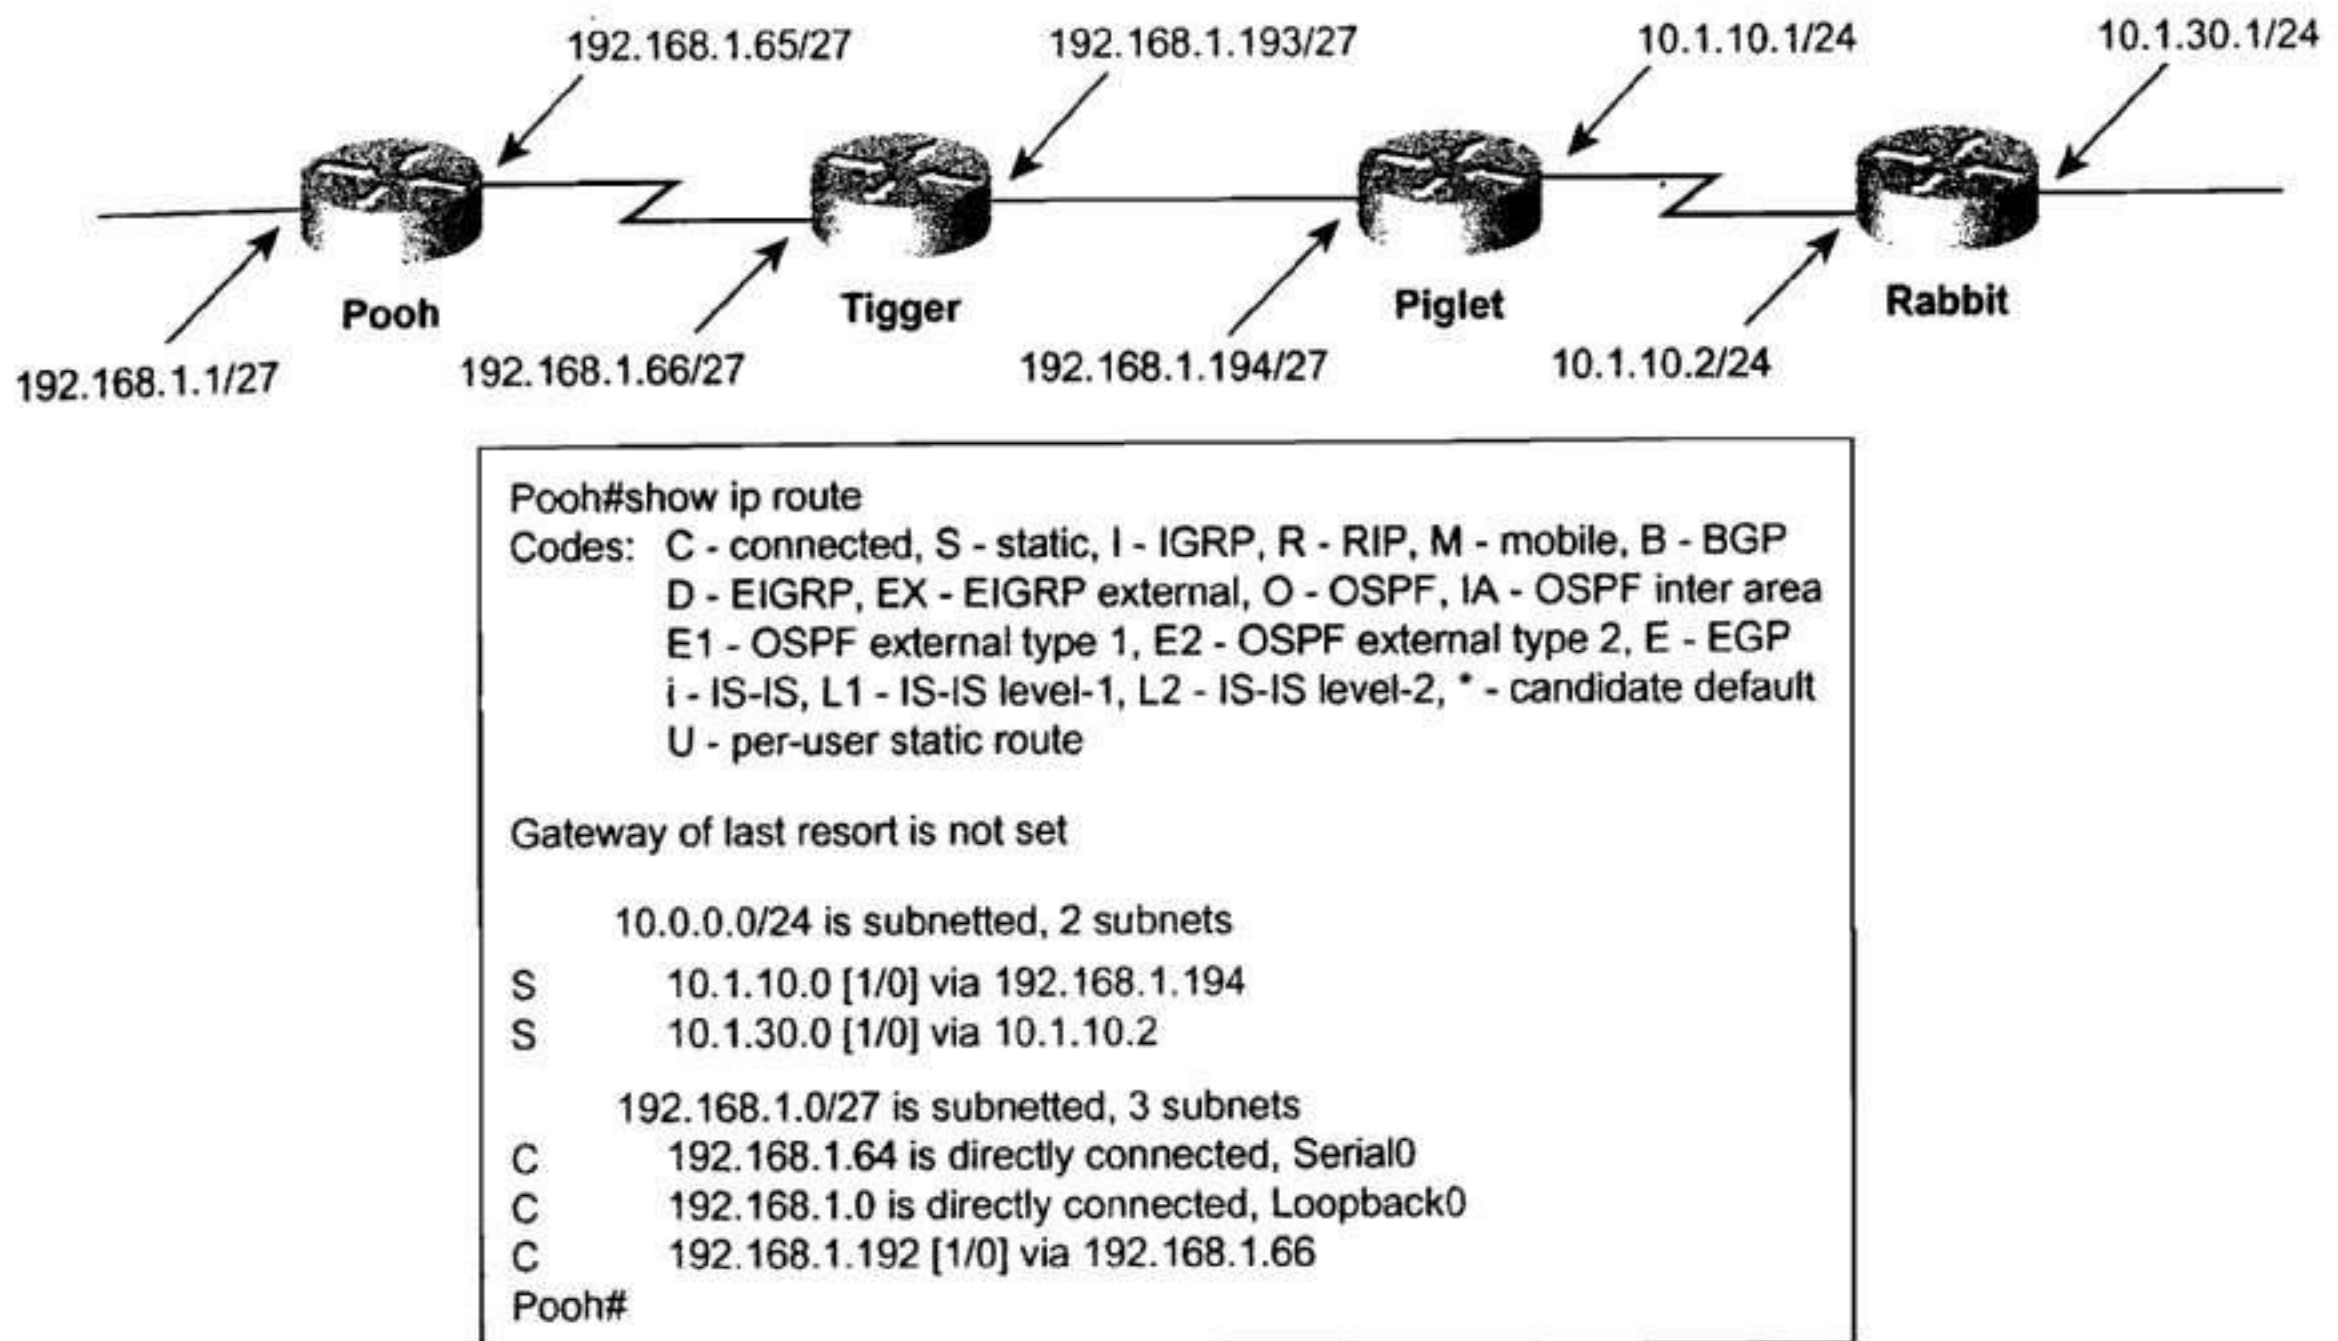 192.168.1.65/27
192.168.1.193/27
10.1.10.1/24
10.1.30.1/24
Pooh
Tigger
Piglet
Rabbit
192.168.1.1/27
192.168.1.66/27
192.168.1.194/27
10.1.10.2/24
Pooh#show ip route
Codes: C - connected, S - static, I - IGRP, R - RIP, M - mobile, B - BGP
D - EIGRP, EX - EIGRP external, O - OSPF, IA - OSPF inter area
E1 - OSPF external type 1, E2 - OSPF external type 2, E - EGP
i - IS-IS, L1 - IS-IS level-1, L2 - IS-IS level-2, * - candidate default
U - per-user static route
Gateway of last resort is not set
10.0.0.0/24 is subnetted, 2 subnets
S 10.1.10.0 [1/0] via 192.168.1.194
S 10.1.30.0 [1/0] via 10.1.10.2
192.168.1.0/27 is subnetted, 3 subnets
C 192.168.1.64 is directly connected, Serial0
C 192.168.1.0 is directly connected, Loopback0
C 192.168.1.192 [1/0] via 192.168.1.66
Pooh#